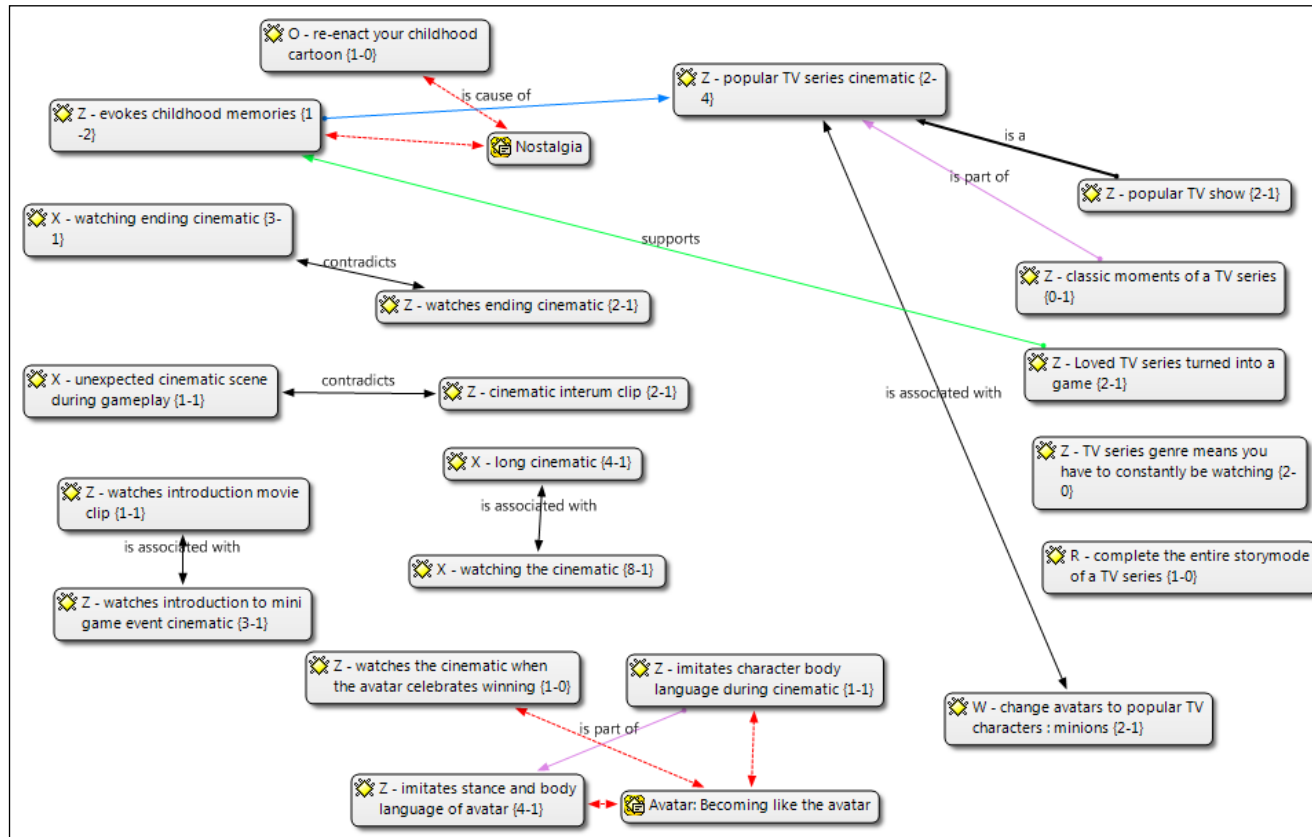 O - re-enact your childhood
cartoon {1-0}
Z - popular TV series cinematic {2-
4}
is cause of
Z - evokes childhood memories {1
-2}
Nostalgia
is a
is part of
Z - popular TV show {2-1}
X - watching ending cinematic {3-
1}
supports
contradicts
Z - classic moments of a TV series
{0-1}
Z - watches ending cinematic {2-1}
Z - Loved TV series turned into a
game {2-1}
X - unexpected cinematic scene
during gameplay {1-1}
contradicts
Z - cinematic interum clip {2-1}
is associated with
Z - TV series genre means you
have to constantly be watching {2-
0}
X - long cinematic {4-1}
is associated with
X - watching the cinematic {8-1}
Z - watches introduction movie
clip {1-1}
is associated with
Z - watches introduction to mini
game event cinematic {3-1}
R - complete the entire storymode
of a TV series {1-0}
Z - watches the cinematic when
the avatar celebrates winning {1-0}
Z - imitates character body
language during cinematic {1-1}
W - change avatars to popular TV
characters : minions {2-1}
is part of
Z - imitates stance and body
language of avatar {4-1}
Avatar: Becoming like the avatar